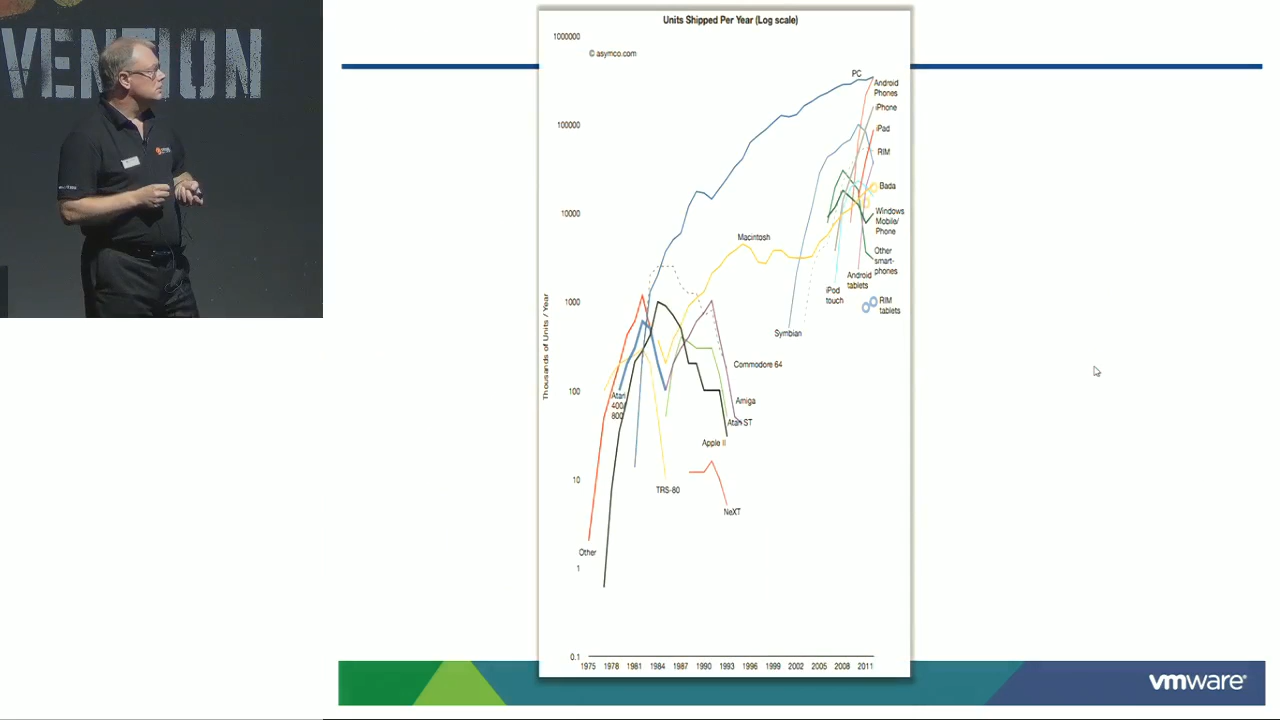 VENTION
Units Shipped Per Year (Log scale)
© asymco.com
1000000
100000
10000
1000
100
10
1
0.1
Thousands of Units / Year
PC
Android
Phones
iPhone
iPad
RIM
Bada
Windows
Mobile/
Phone
Other
smart-
phones
Android
tablets
iPod
touch
RIM
tablets
Macintosh
Symbian
Commodore 64
Amiga
Atari ST
Apple II
Atari
400/
800
TRS-80
NeXT
Other
1975 1978 1981 1984 1987 1990 1993 1996 1999 2002 2005 2008 2011
vmware®